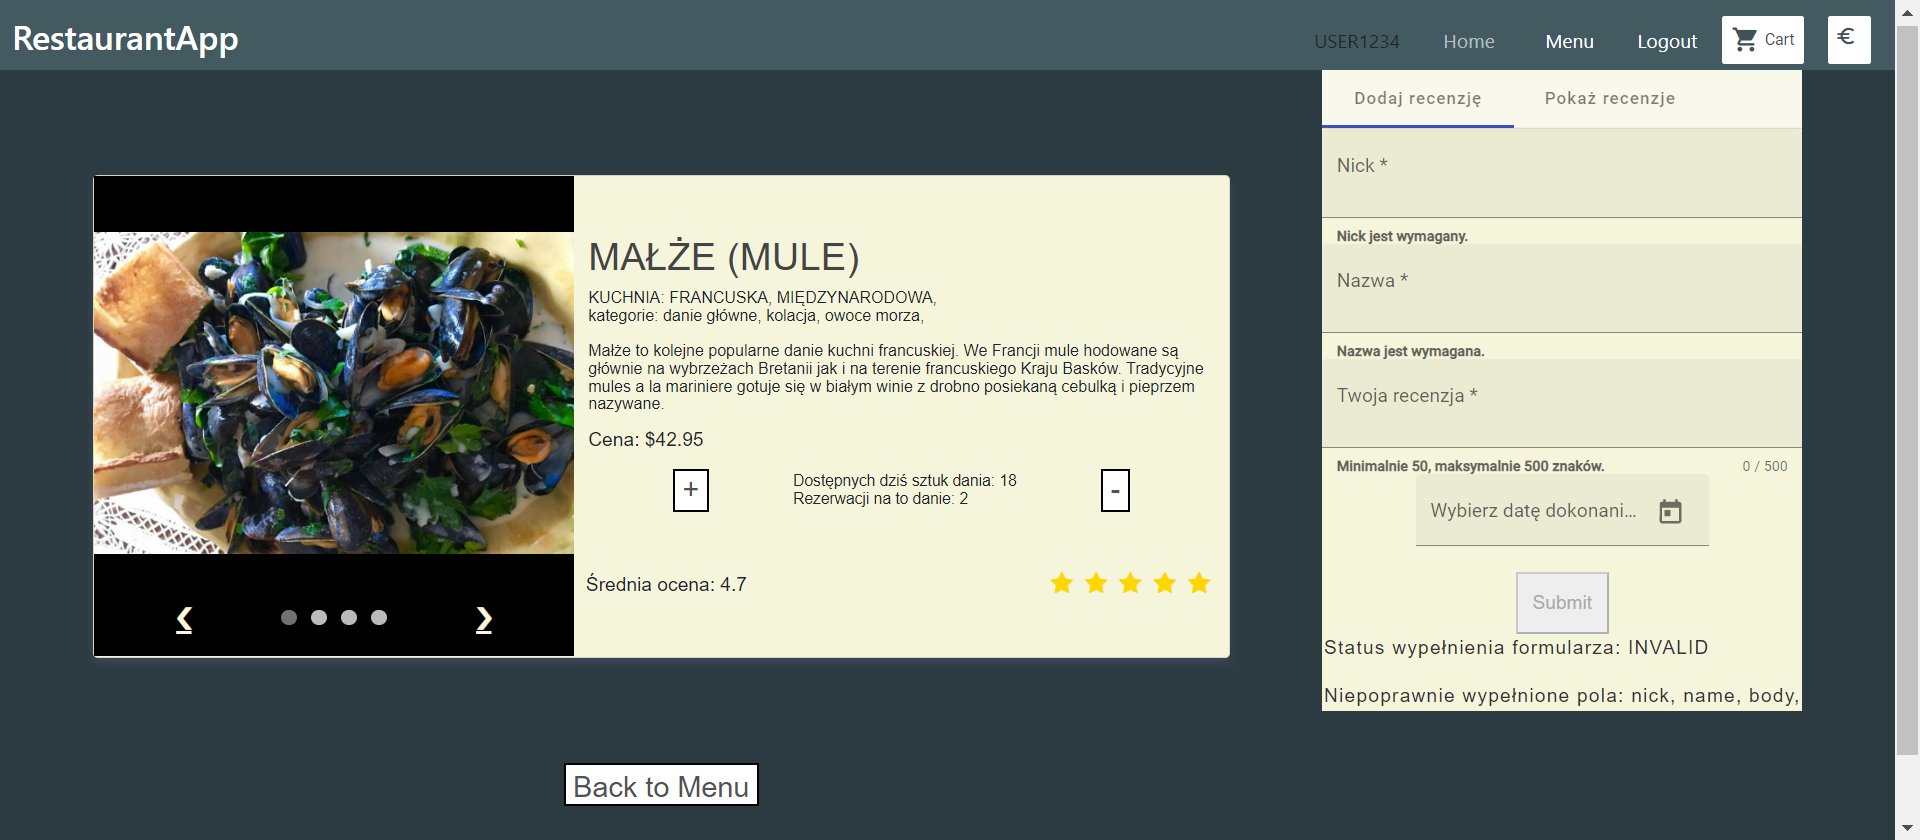 RestaurantApp
USER1234 Home Menu Logout Cart €
Dodaj recenzję Pokaż recenzje
Nick *
Nick jest wymagany.
Nazwa *
Nazwa jest wymagana.
Twoja recenzja *
Minimalnie 50, maksymalnie 500 znaków. 0 / 500
Wybierz datę dokonani...
Submit
Status wypełnienia formularza: INVALID
Niepoprawnie wypełnione pola: nick, name, body,
MAŁŻE (MULE)
KUCHNIA: FRANCUSKA, MIĘDZYNARODOWA,
kategorie: danie główne, kolacja, owoce morza,
Małże to kolejne popularne danie kuchni francuskiej. We Francji mule hodowane są
głównie na wybrzeżach Bretanii jak i na terenie francuskiego Kraju Basków. Tradycyjne
mules a la mariniere gotuje się w białym winie z drobno posiekaną cebulką i pieprzem
nazywane.
Cena: $42.95
+
Dostępnych dziś sztuk dania: 18
Rezerwacji na to danie: 2
-
Średnia ocena: 4.7
❮ ❯
Back to Menu